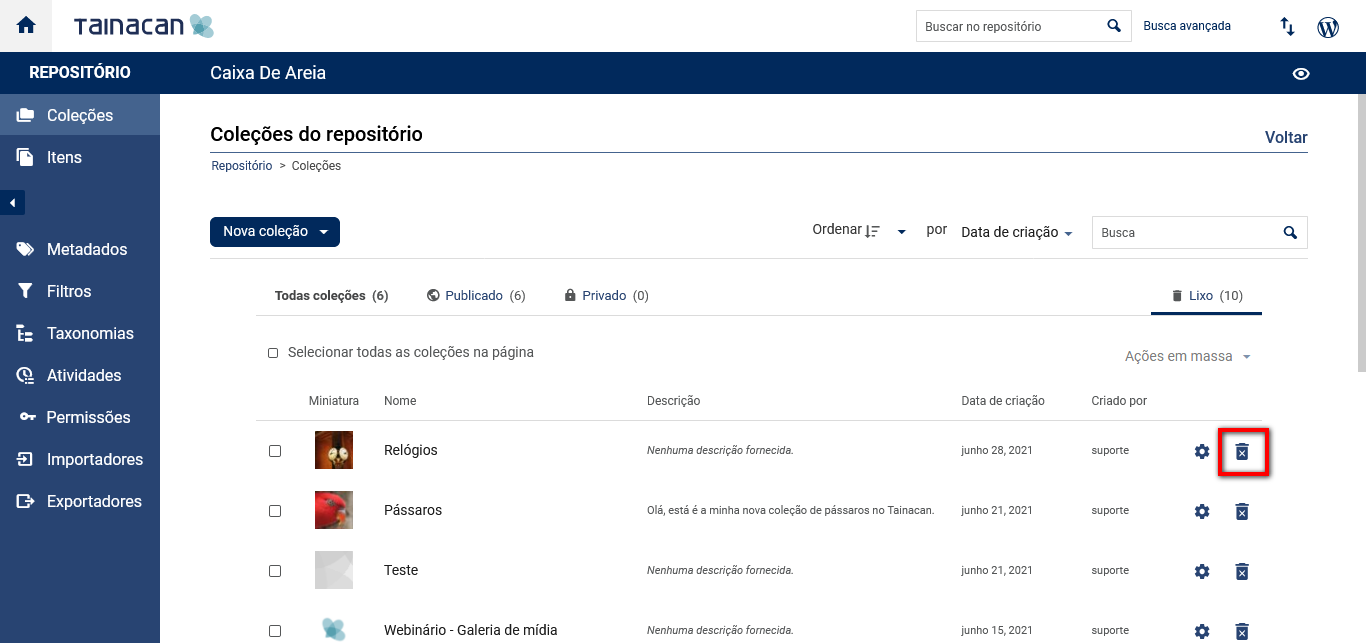 TAINACAN
Buscar no repositório
Busca avançada
REPOSITÓRIO
Caixa De Areia
Coleções
Itens
Metadados
Filtros
Taxonomias
Atividades
Permissões
Importadores
Exportadores
Coleções do repositório
Voltar
Repositório > Coleções
Nova coleção
Ordenar por Data de criação
Busca
Todas coleções (6) Publicado (6) Privado (0) Lixo (10)
Selecionar todas as coleções na página
Ações em massa
Miniatura Nome Descrição Data de criação Criado por
Relógios Nenhuma descrição fornecida. junho 28, 2021 suporte
Pássaros Olá, está é a minha nova coleção de pássaros no Tainacan. junho 21, 2021 suporte
Teste Nenhuma descrição fornecida. junho 21, 2021 suporte
Webinário - Galeria de mídia Nenhuma descrição fornecida. junho 15, 2021 suporte